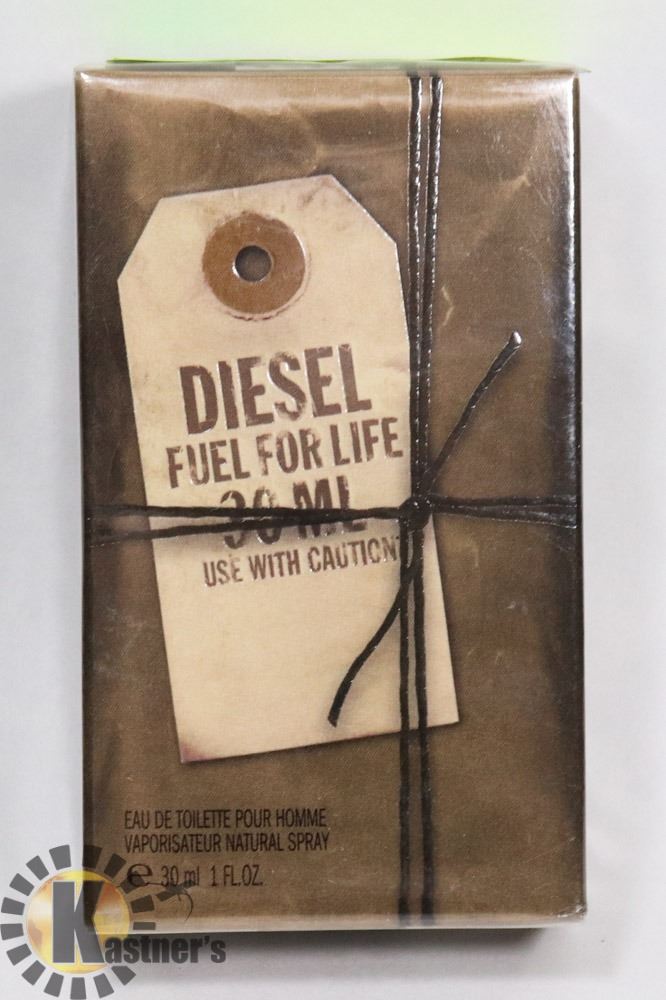 DIESEL
FUEL FOR LIFE
30 ML
USE WITH CAUTION
EAU DE TOILETTE POUR HOMME
VAPORISATEUR NATURAL SPRAY
℮ 30 ml 1 FL.OZ.
Kastner's